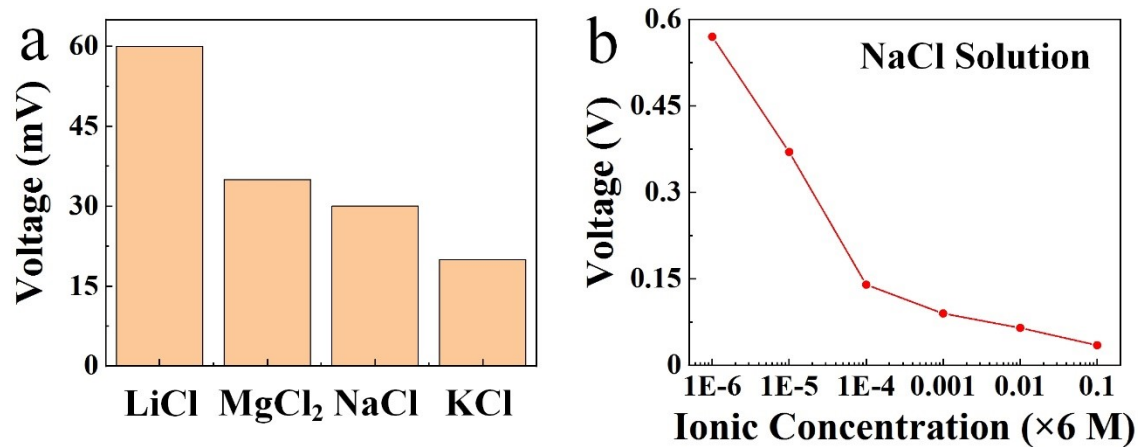 a
Voltage (mV)
60
45
30
15
0
LiCl MgCl₂ NaCl KCl
b
NaCl Solution
Voltage (V)
0.6
0.45
0.3
0.15
0
1E-6 1E-5 1E-4 0.001 0.01 0.1
Ionic Concentration (×6 M)